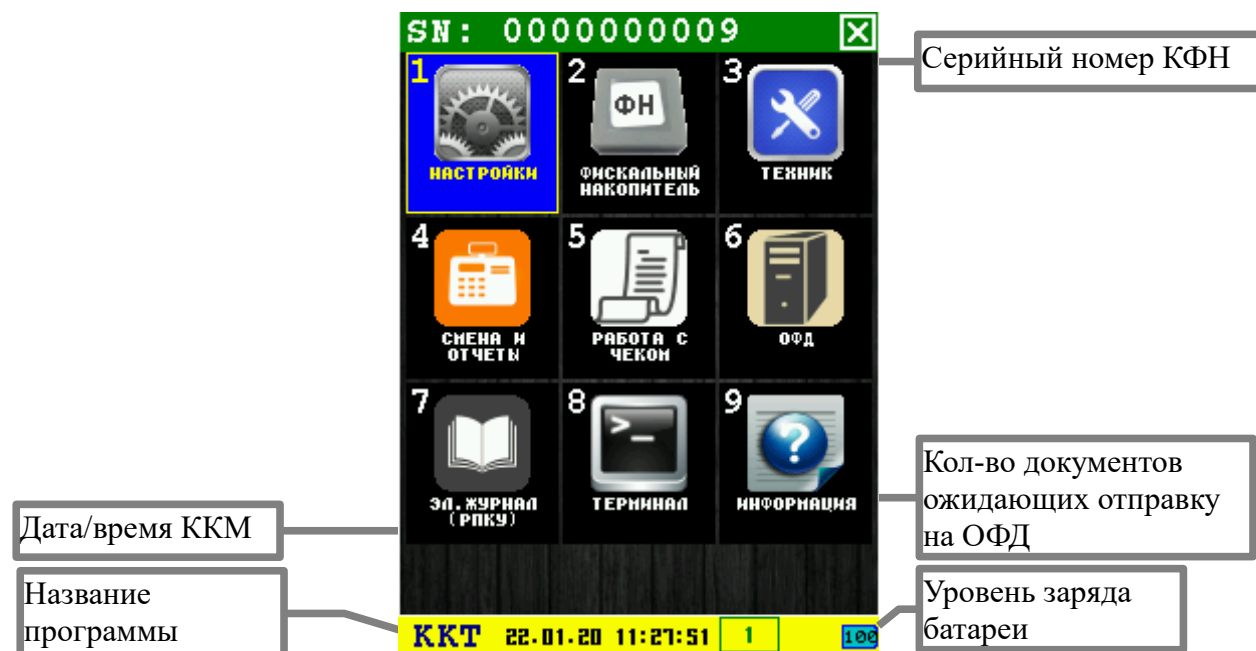 SN: 0000000009
Серийный номер КФН
1
НАСТРОЙКИ
2
ФН
ФИСКАЛЬНЫЙ
НАКОПИТЕЛЬ
3
ТЕХНИК
4
СМЕНА И
ОТЧЕТЫ
5
РАБОТА С
ЧЕКОМ
6
ОФД
7
ЭЛ.ЖУРНАЛ
(РПКУ)
8
>_
ТЕРМИНАЛ
9
?
ИНФОРМАЦИЯ
Кол-во документов
ожидающих отправку
на ОФД
Дата/время ККМ
Название
программы
Уровень заряда
батареи
ККТ 22.01.20 11:27:51 1 100